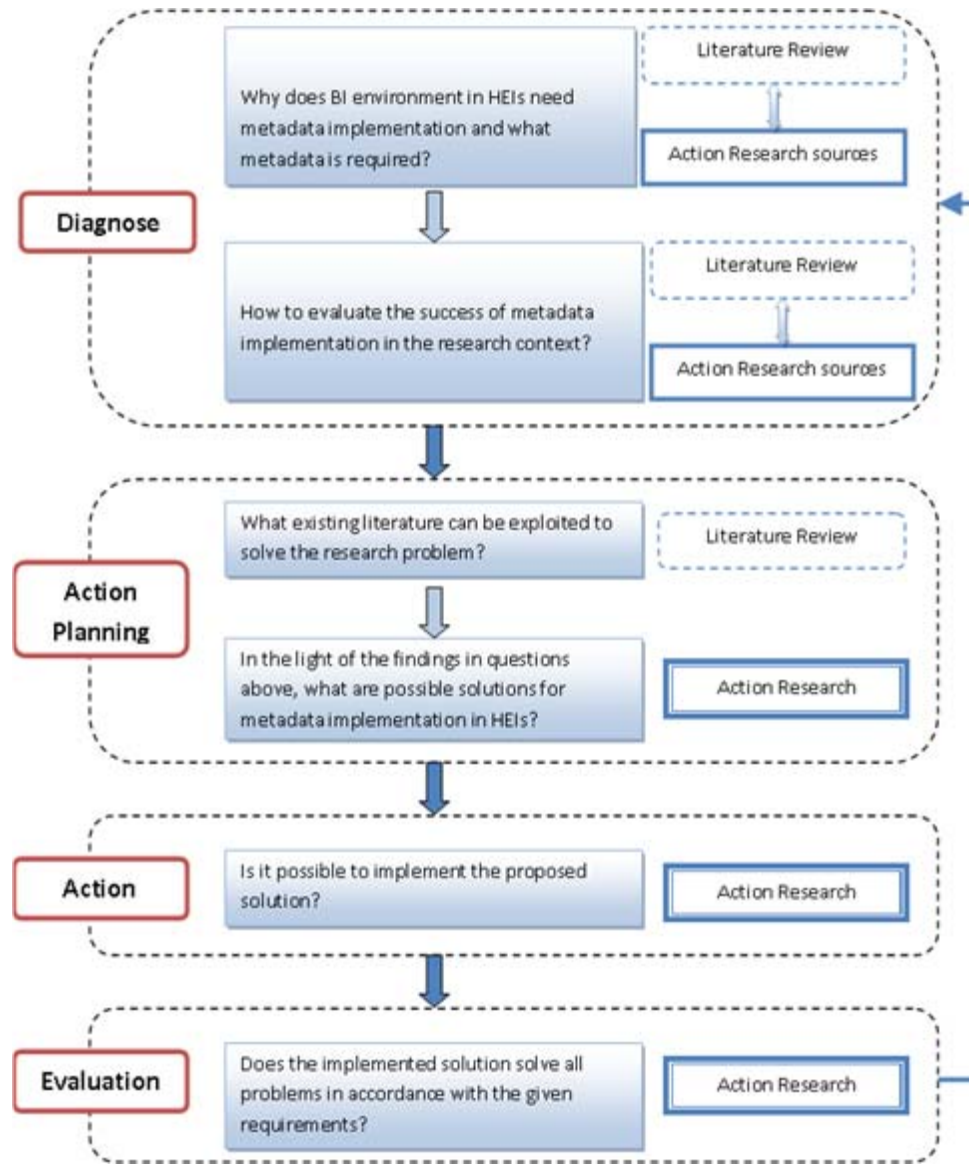 Literature Review
Why does BI environment in HEIs need
metadata implementation and what
metadata is required?
Action Research sources
Diagnose
Literature Review
How to evaluate the success of metadata
implementation in the research context?
Action Research sources
What existing literature can be exploited to
solve the research problem?
Literature Review
Action
Planning
In the light of the findings in questions
above, what are possible solutions for
metadata implementation in HEIs?
Action Research
Action
Is it possible to implement the proposed
solution?
Action Research
Evaluation
Does the implemented solution solve all
problems in accordance with the given
requirements?
Action Research